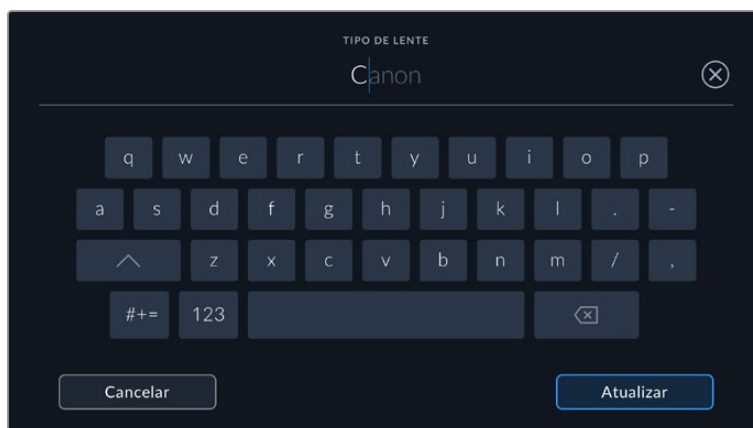 TIPO DE LENTE
Canon
q w e r t y u i o p
a s d f g h j k l . -
z x c v b n m / ,
#+= 123
Cancelar Atualizar